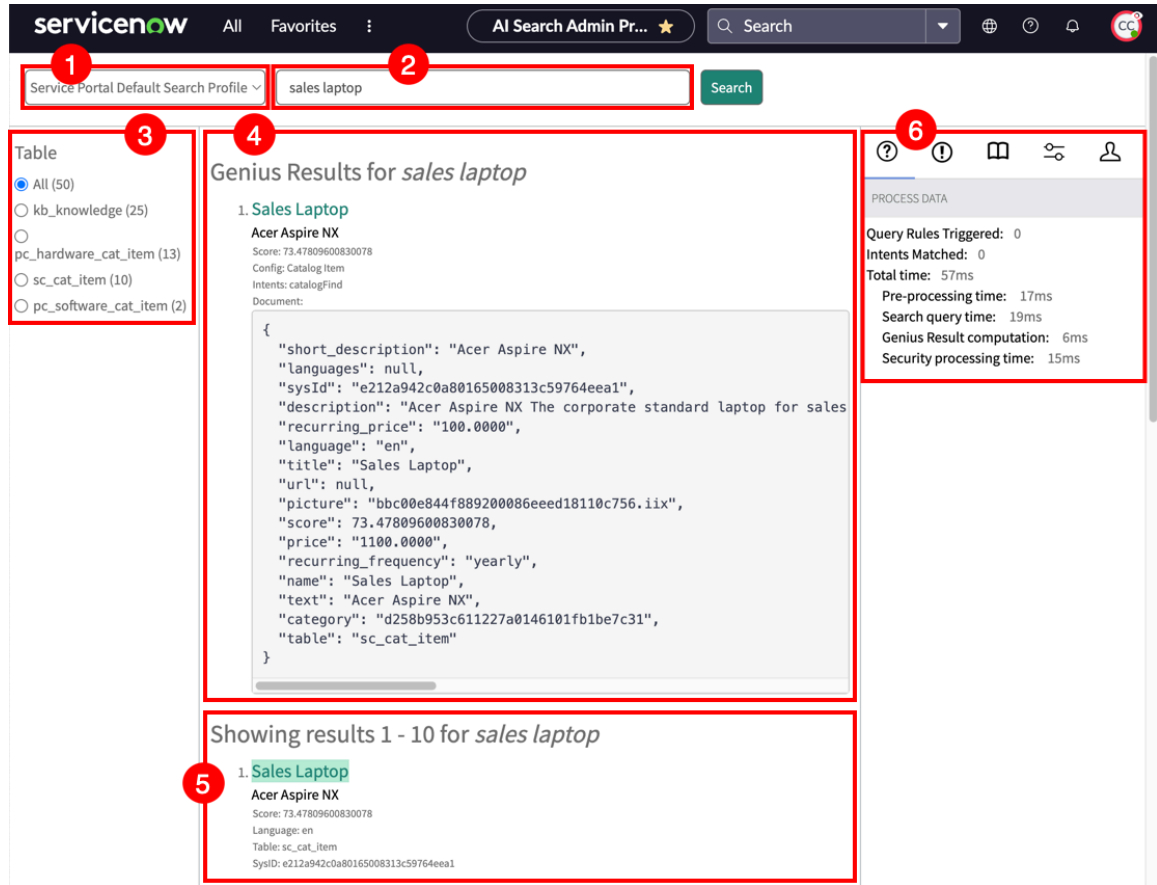 servicenow All Favorites AI Search Admin Pr... Search CC
1 2
Service Portal Default Search Profile sales laptop Search
3 4 6
Table
All (50)
kb_knowledge (25)
pc_hardware_cat_item (13)
sc_cat_item (10)
pc_software_cat_item (2)
Genius Results for sales laptop
1. Sales Laptop
Acer Aspire NX
Score: 73.47809600830078
Config: Catalog Item
Intents: catalogFind
Document:
{
"short_description": "Acer Aspire NX",
"languages": null,
"sysId": "e212a942c0a80165008313c59764eea1",
"description": "Acer Aspire NX The corporate standard laptop for sales
"recurring_price": "100.0000",
"language": "en",
"title": "Sales Laptop",
"url": null,
"picture": "bbc00e844f889200086eeed18110c756.iix",
"score": 73.47809600830078,
"price": "1100.0000",
"recurring_frequency": "yearly",
"name": "Sales Laptop",
"text": "Acer Aspire NX",
"category": "d258b953c611227a0146101fb1be7c31",
"table": "sc_cat_item"
}
PROCESS DATA
Query Rules Triggered: 0
Intents Matched: 0
Total time: 57ms
Pre-processing time: 17ms
Search query time: 19ms
Genius Result computation: 6ms
Security processing time: 15ms
Showing results 1 - 10 for sales laptop
5
1. Sales Laptop
Acer Aspire NX
Score: 73.47809600830078
Language: en
Table: sc_cat_item
SysID: e212a942c0a80165008313c59764eea1